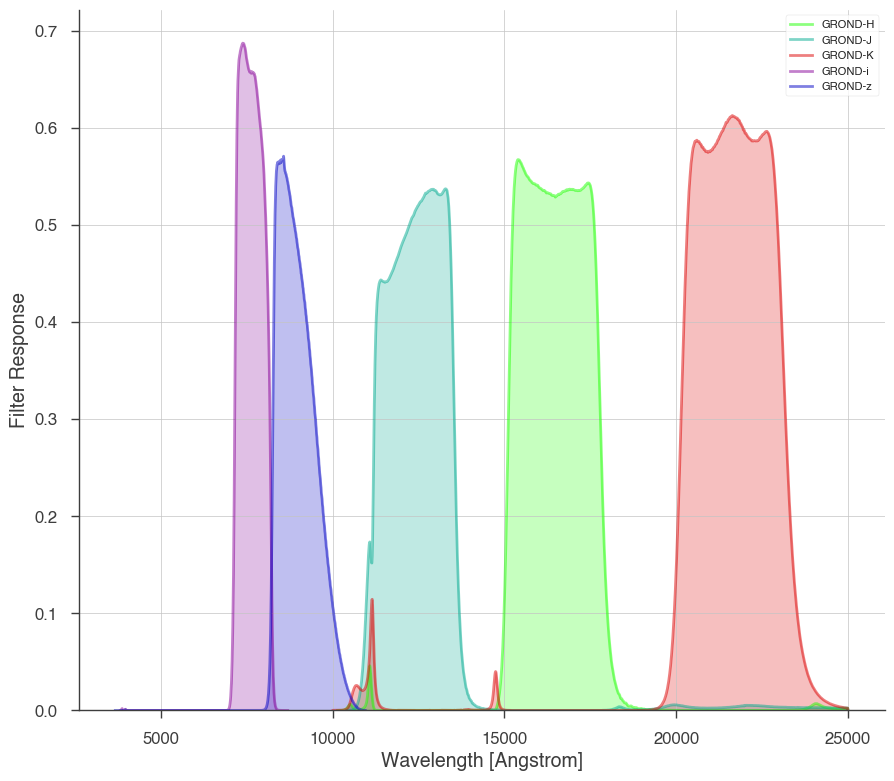 0.7
0.6
0.5
0.4
0.3
0.2
0.1
0.0
Filter Response
5000 10000 15000 20000 25000
Wavelength [Angstrom]
GROND-H
GROND-J
GROND-K
GROND-i
GROND-z